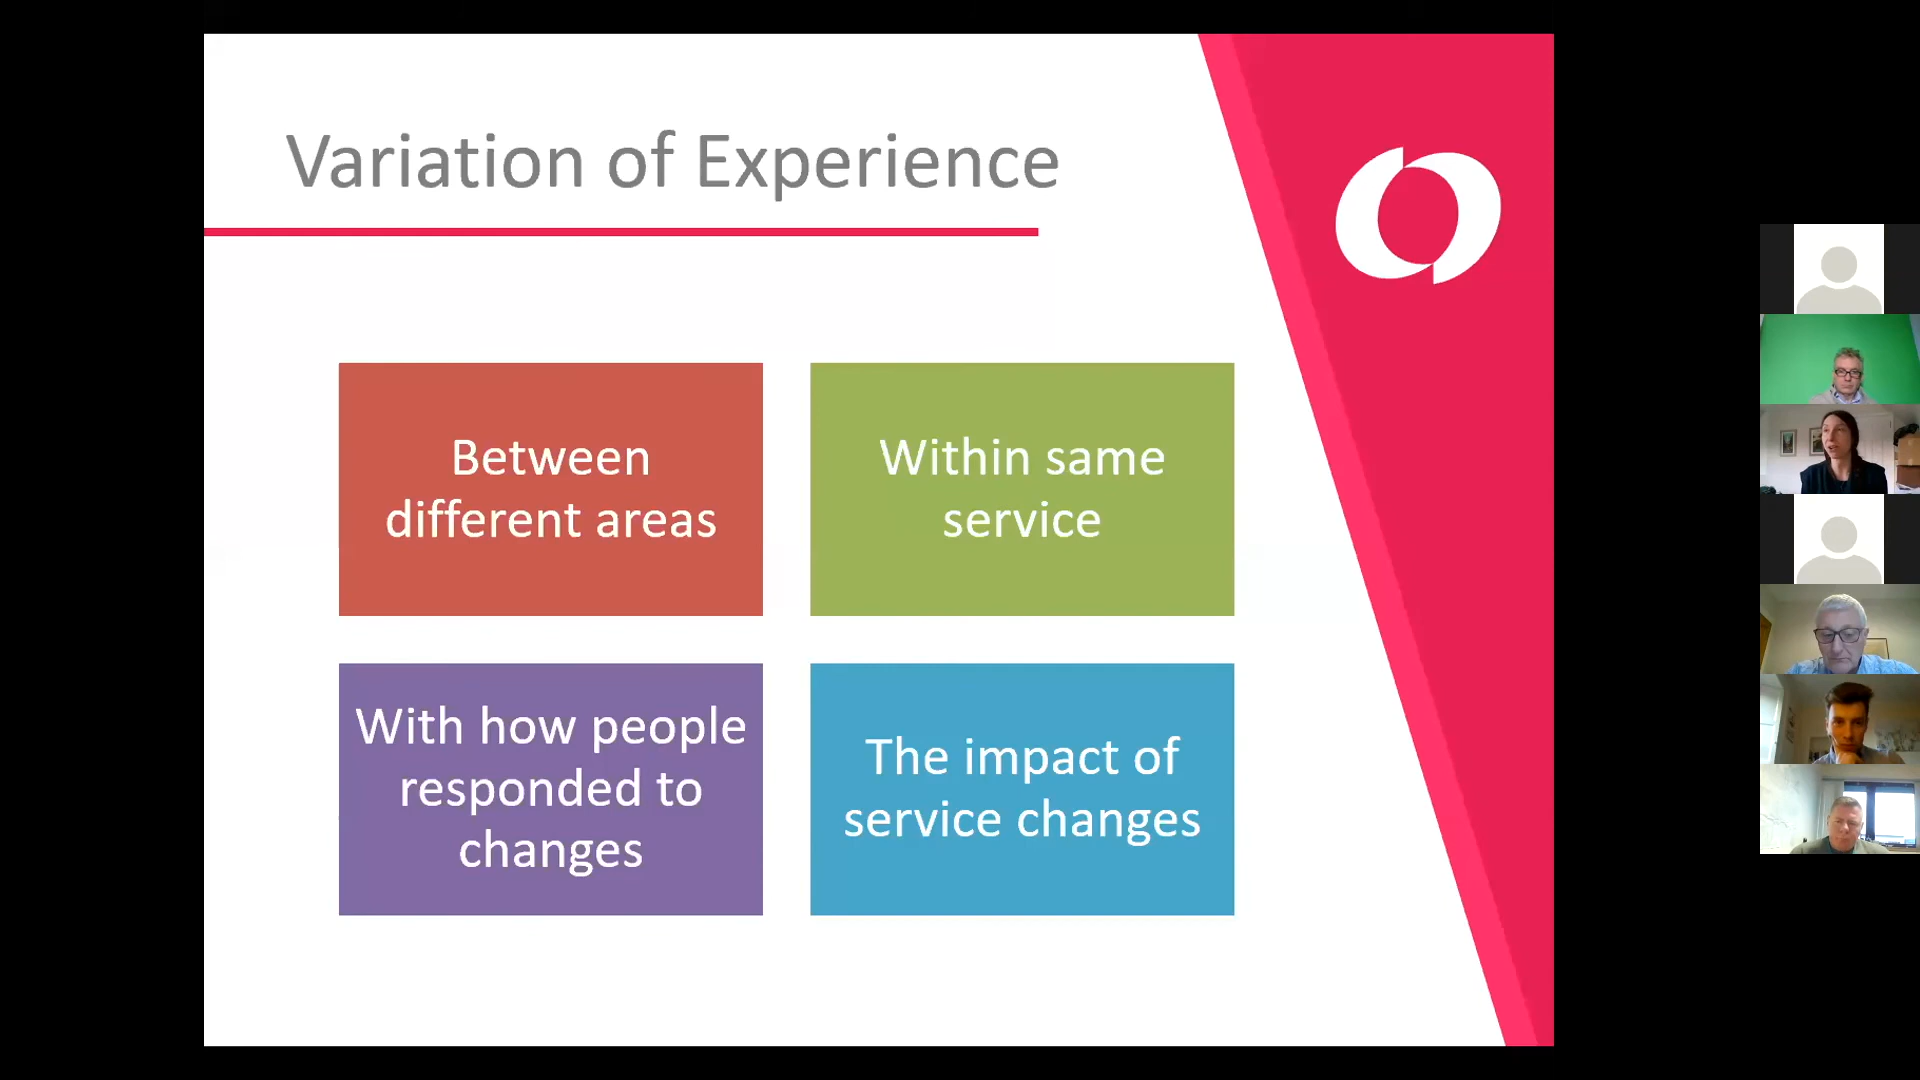 Variation of Experience
Between
different areas
Within same
service
With how people
responded to
changes
The impact of
service changes